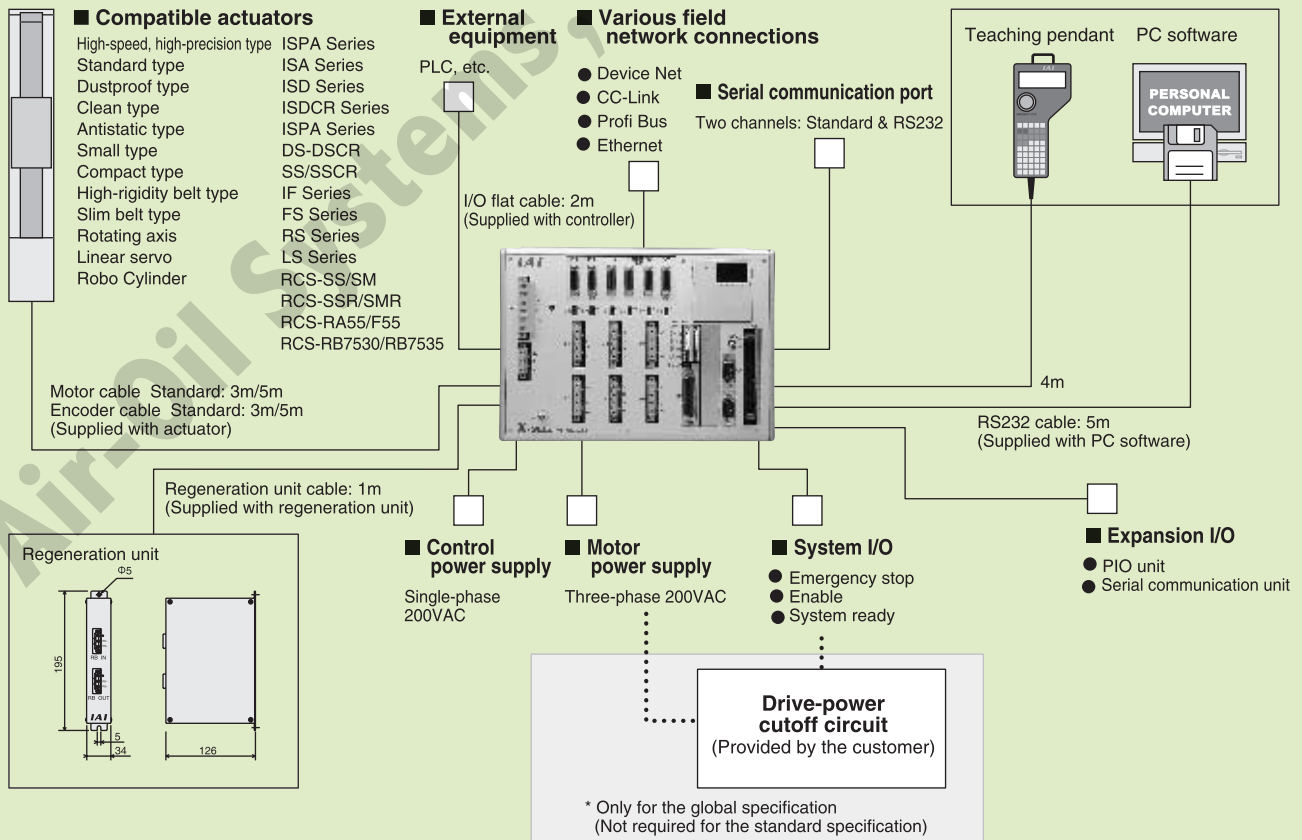 ■ Compatible actuators
High-speed, high-precision type ISPA Series
Standard type ISA Series
Dustproof type ISD Series
Clean type ISDCR Series
Antistatic type ISPA Series
Small type DS-DSCR
Compact type SS/SSCR
High-rigidity belt type IF Series
Slim belt type FS Series
Rotating axis RS Series
Linear servo LS Series
Robo Cylinder RCS-SS/SM
RCS-SSR/SMR
RCS-RA55/F55
RCS-RB7530/RB7535
Motor cable Standard: 3m/5m
Encoder cable Standard: 3m/5m
(Supplied with actuator)
■ External
equipment
PLC, etc.
I/O flat cable: 2m
(Supplied with controller)
■ Various field
network connections
● Device Net
● CC-Link
● Profi Bus
● Ethernet
■ Serial communication port
Two channels: Standard & RS232
Teaching pendant
IAI
PC software
PERSONAL
COMPUTER
4m
RS232 cable: 5m
(Supplied with PC software)
IAI
Regeneration unit cable: 1m
(Supplied with regeneration unit)
Regeneration unit
Φ5
195
RB IN
RB OUT
IAI
5
34
126
■ Control
power supply
Single-phase
200VAC
■ Motor
power supply
Three-phase 200VAC
■ System I/O
● Emergency stop
● Enable
● System ready
■ Expansion I/O
● PIO unit
● Serial communication unit
Drive-power
cutoff circuit
(Provided by the customer)
* Only for the global specification
(Not required for the standard specification)
Air-Oil Systems,